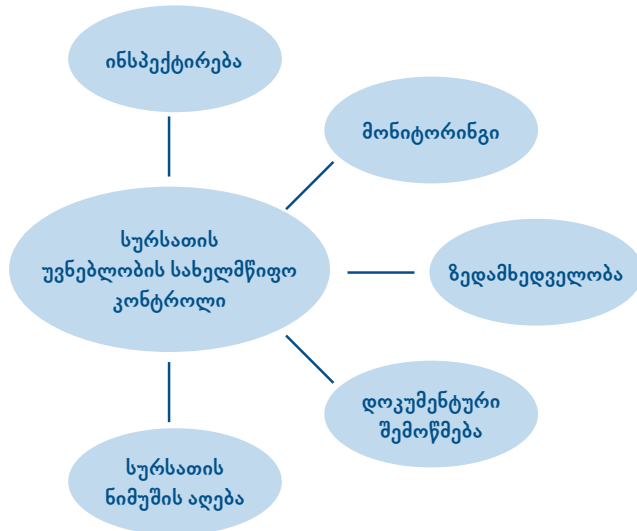 ინსპექტირება
მონიტორინგი
სურსათის
უვნებლობის სახელმწიფო
კონტროლი
ზედამხედველობა
დოკუმენტური
შემოწმება
სურსათის
ნიმუშის აღება